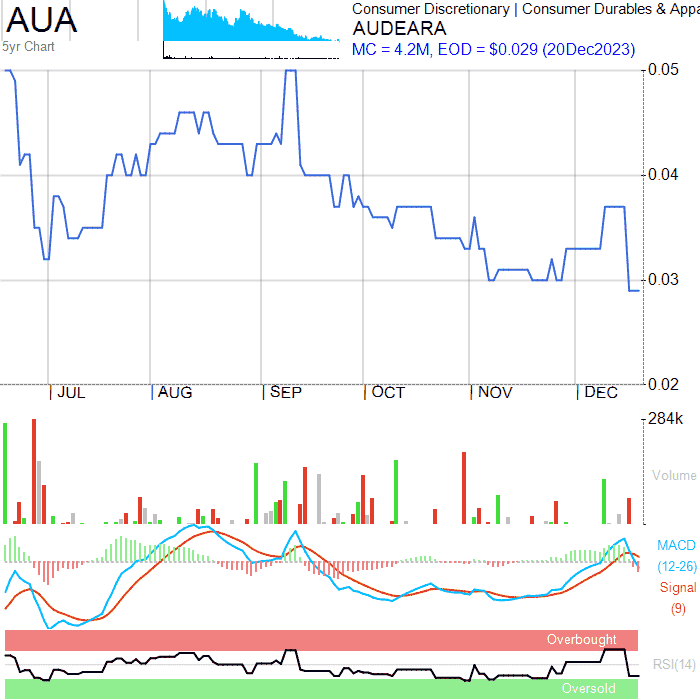 AUA
5yr Chart
Consumer Discretionary | Consumer Durables & Appa
AUDEARA
MC = 4.2M, EOD = $0.029 (20Dec2023)
0.05
0.04
0.03
0.02
JUL
AUG
SEP
OCT
NOV
DEC
284k
Volume
MACD
(12-26)
Signal
(9)
Overbought
RSI(14)
Oversold